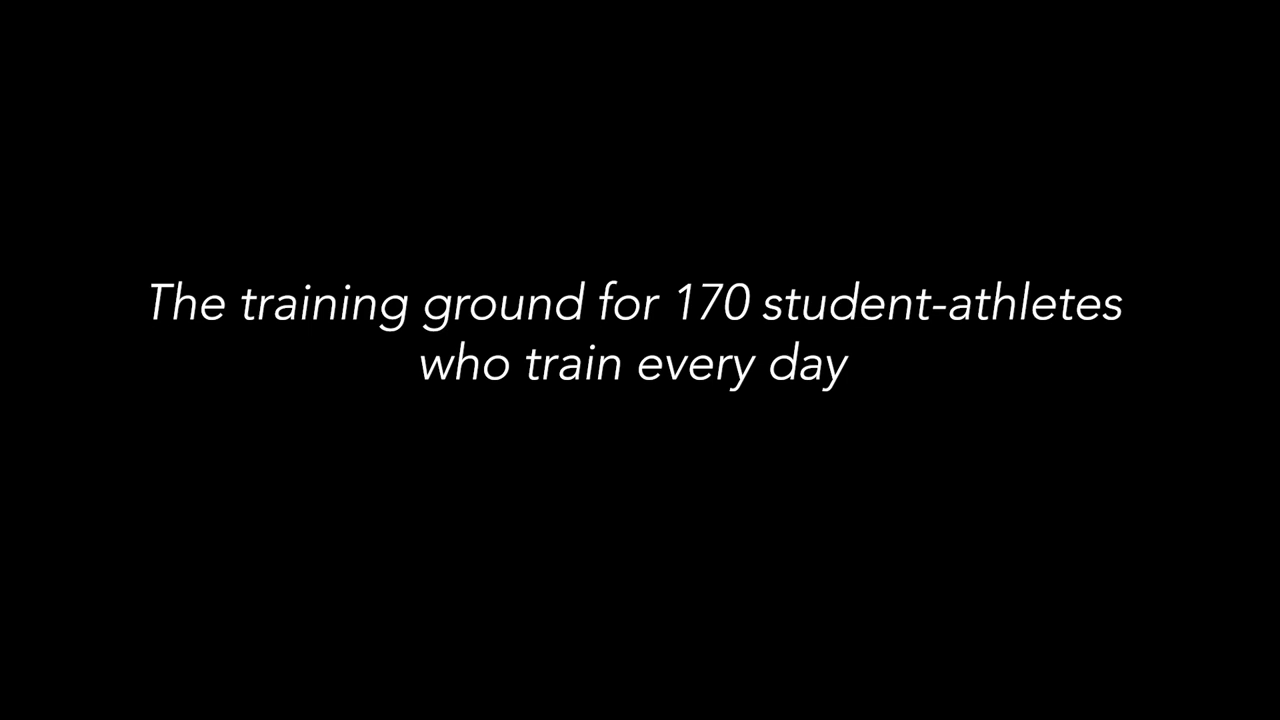 The training ground for 170 student-athletes
who train every day